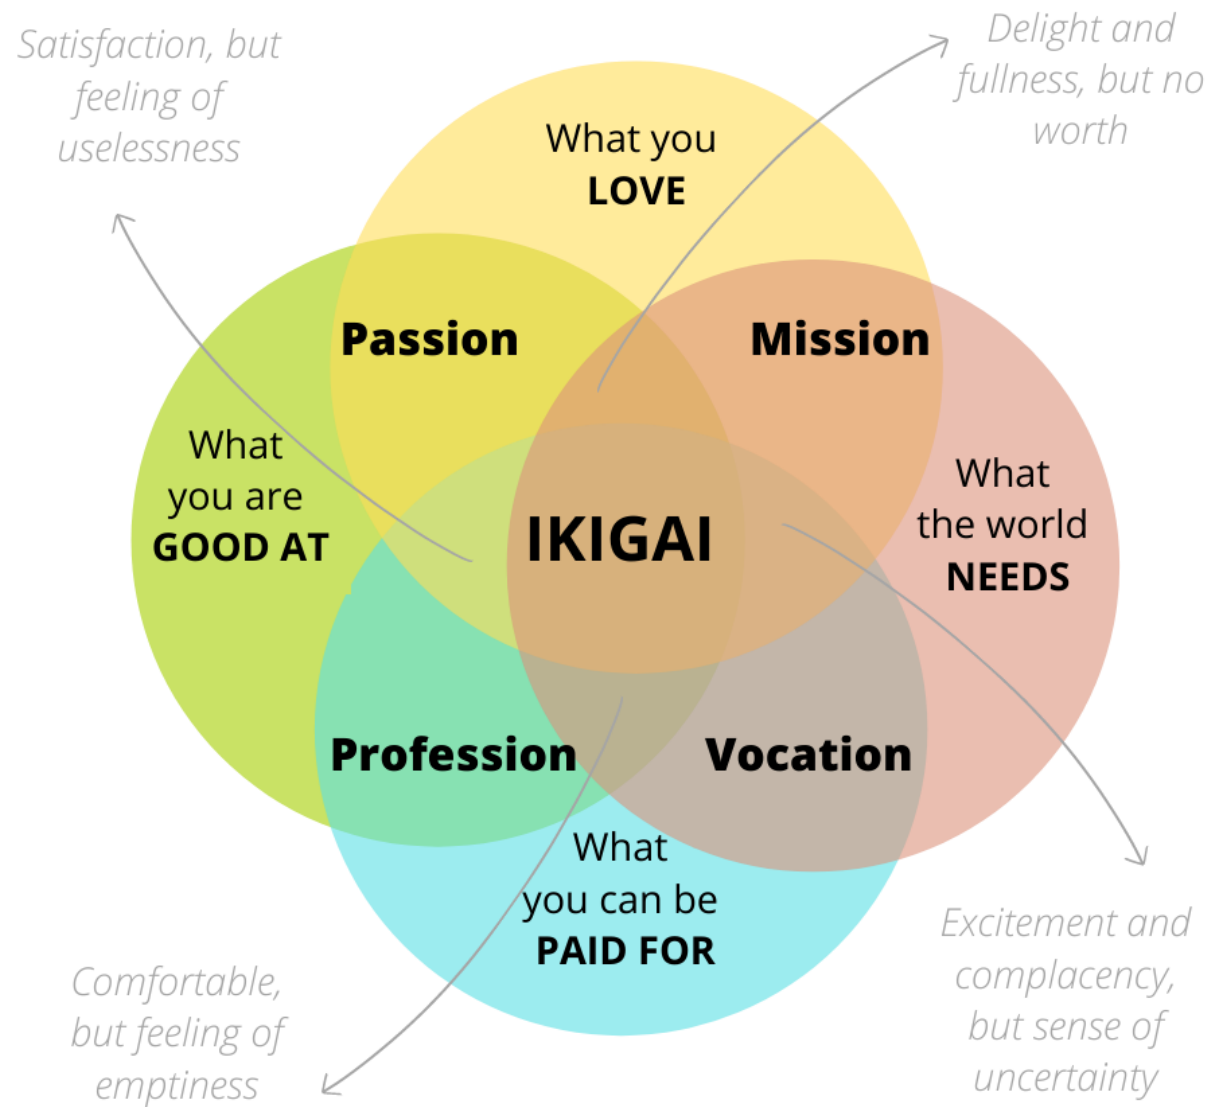 Satisfaction, but
feeling of
uselessness
Delight and
fullness, but no
worth
What you
LOVE
Passion
Mission
What
you are
GOOD AT
IKIGAI
What
the world
NEEDS
Profession
Vocation
What
you can be
PAID FOR
Comfortable,
but feeling of
emptiness
Excitement and
complacency,
but sense of
uncertainty